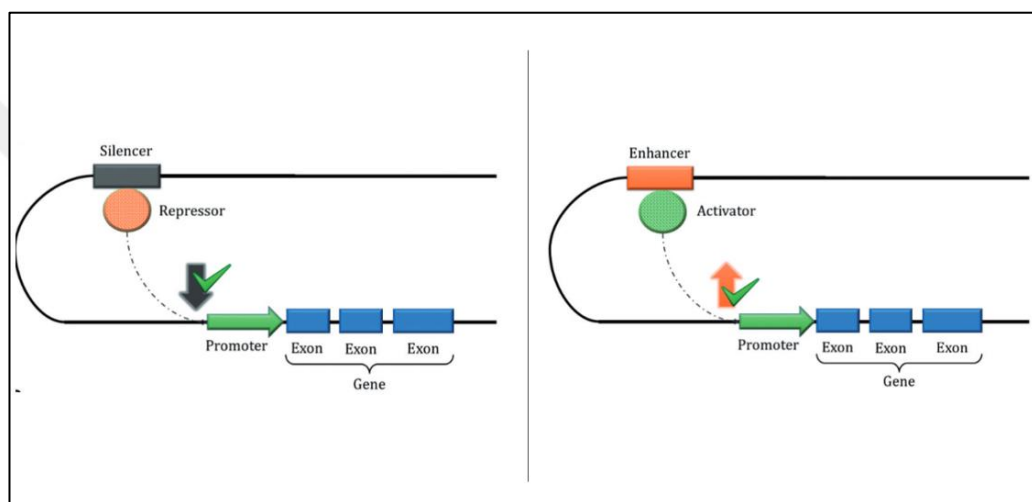 Silencer
Repressor
Promoter
Exon
Exon
Exon
Gene
Enhancer
Activator
Promoter
Exon
Exon
Exon
Gene